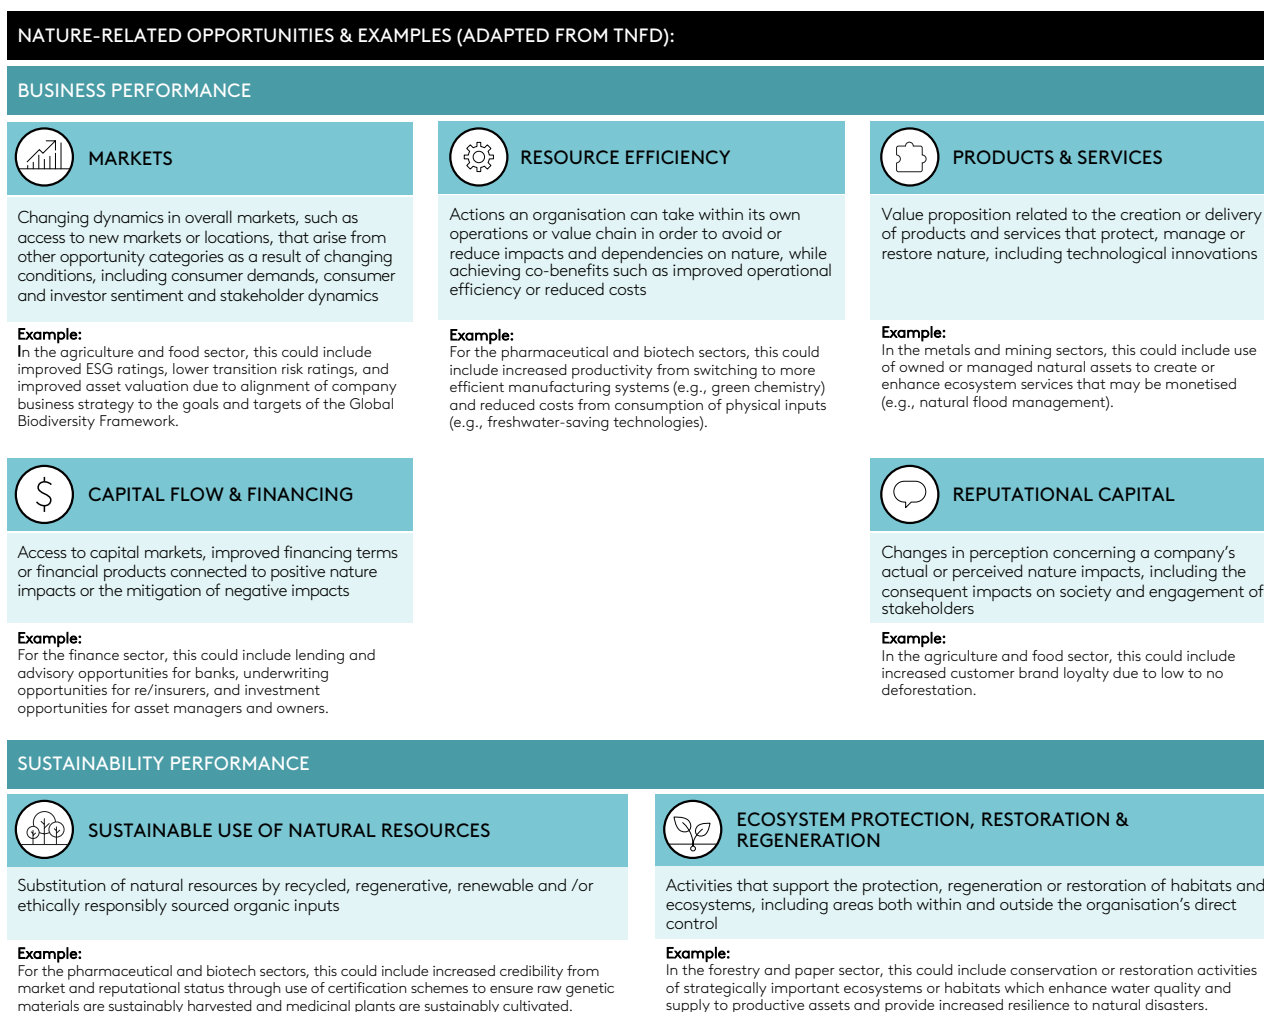 NATURE-RELATED OPPORTUNITIES & EXAMPLES (ADAPTED FROM TNFD):
BUSINESS PERFORMANCE
MARKETS
Changing dynamics in overall markets, such as
access to new markets or locations, that arise from
other opportunity categories as a result of changing
conditions, including consumer demands, consumer
and investor sentiment and stakeholder dynamics
Example:
In the agriculture and food sector, this could include
improved ESG ratings, lower transition risk ratings, and
improved asset valuation due to alignment of company
business strategy to the goals and targets of the Global
Biodiversity Framework.
RESOURCE EFFICIENCY
Actions an organisation can take within its own
operations or value chain in order to avoid or
reduce impacts and dependencies on nature, while
achieving co-benefits such as improved operational
efficiency or reduced costs
Example:
For the pharmaceutical and biotech sectors, this could
include increased productivity from switching to more
efficient manufacturing systems (e.g., green chemistry)
and reduced costs from consumption of physical inputs
(e.g., freshwater-saving technologies).
PRODUCTS & SERVICES
Value proposition related to the creation or delivery
of products and services that protect, manage or
restore nature, including technological innovations
Example:
In the metals and mining sectors, this could include use
of owned or managed natural assets to create or
enhance ecosystem services that may be monetised
(e.g., natural flood management).
CAPITAL FLOW & FINANCING
Access to capital markets, improved financing terms
or financial products connected to positive nature
impacts or the mitigation of negative impacts
Example:
For the finance sector, this could include lending and
advisory opportunities for banks, underwriting
opportunities for re/insurers, and investment
opportunities for asset managers and owners.
REPUTATIONAL CAPITAL
Changes in perception concerning a company's
actual or perceived nature impacts, including the
consequent impacts on society and engagement of
stakeholders
Example:
In the agriculture and food sector, this could include
increased customer brand loyalty due to low to no
deforestation.
SUSTAINABILITY PERFORMANCE
SUSTAINABLE USE OF NATURAL RESOURCES
Substitution of natural resources by recycled, regenerative, renewable and /or
ethically responsibly sourced organic inputs
Example:
For the pharmaceutical and biotech sectors, this could include increased credibility from
market and reputational status through use of certification schemes to ensure raw genetic
materials are sustainably harvested and medicinal plants are sustainably cultivated.
ECOSYSTEM PROTECTION, RESTORATION &
REGENERATION
Activities that support the protection, regeneration or restoration of habitats and
ecosystems, including areas both within and outside the organisation's direct
control
Example:
In the forestry and paper sector, this could include conservation or restoration activities
of strategically important ecosystems or habitats which enhance water quality and
supply to productive assets and provide increased resilience to natural disasters.